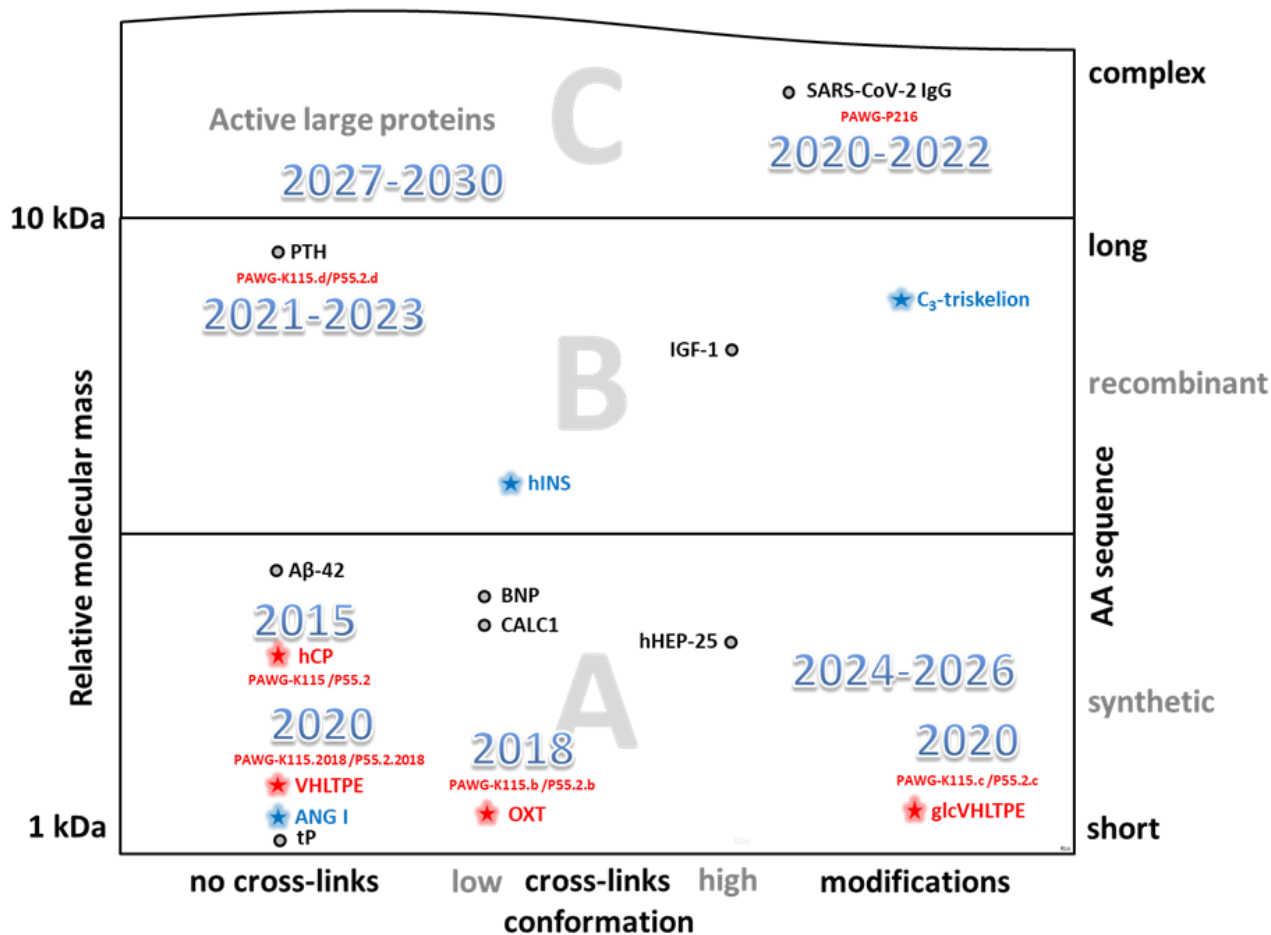 complex
SARS-CoV-2 IgG
PAWG-P216
2020-2022
Active large proteins
C
2027-2030
10 kDa
long
PTH
PAWG-K115.d/P55.2.d
2021-2023
C₃-triskelion
IGF-1
B
recombinant
hINS
Relative molecular mass
AA sequence
Aβ-42
BNP
2015
CALC1
hCP
hHEP-25
PAWG-K115 /P55.2
2024-2026
A
synthetic
2020
PAWG-K115.2018 /P55.2.2018
2018
2020
VHLTPE
PAWG-K115.b /P55.2.b
PAWG-K115.c /P55.2.c
ANG I
OXT
glcVHLTPE
1 kDa
tP
short
no cross-links
low
cross-links
high
modifications
conformation